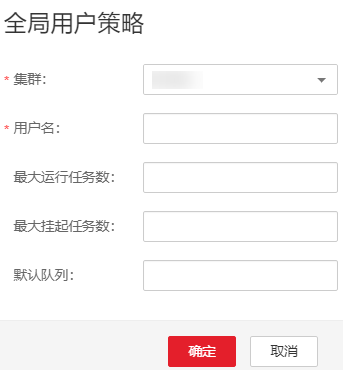 全局用户策略
* 集群：
* 用户名：
最大运行任务数：
最大挂起任务数：
默认队列：
确定 取消